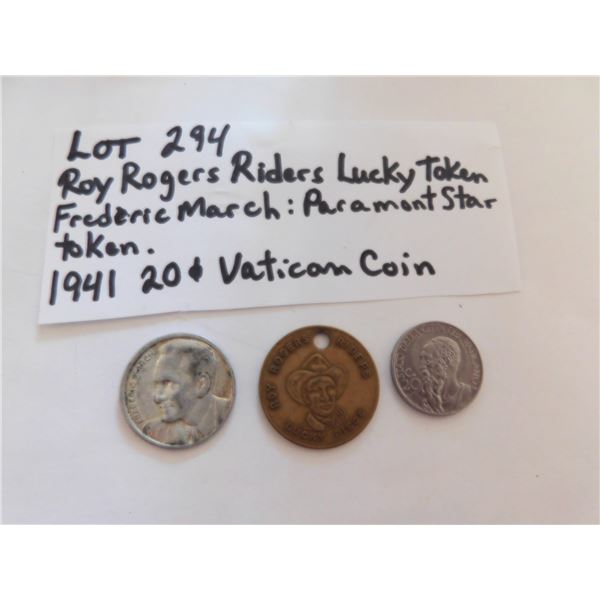 Lot 294
Roy Rogers Riders Lucky Token
Frederic March: Paramont Star
token.
1941 20¢ Vatican Coin
ROY ROGERS RIDERS
LUCKY PIECE
C. 20